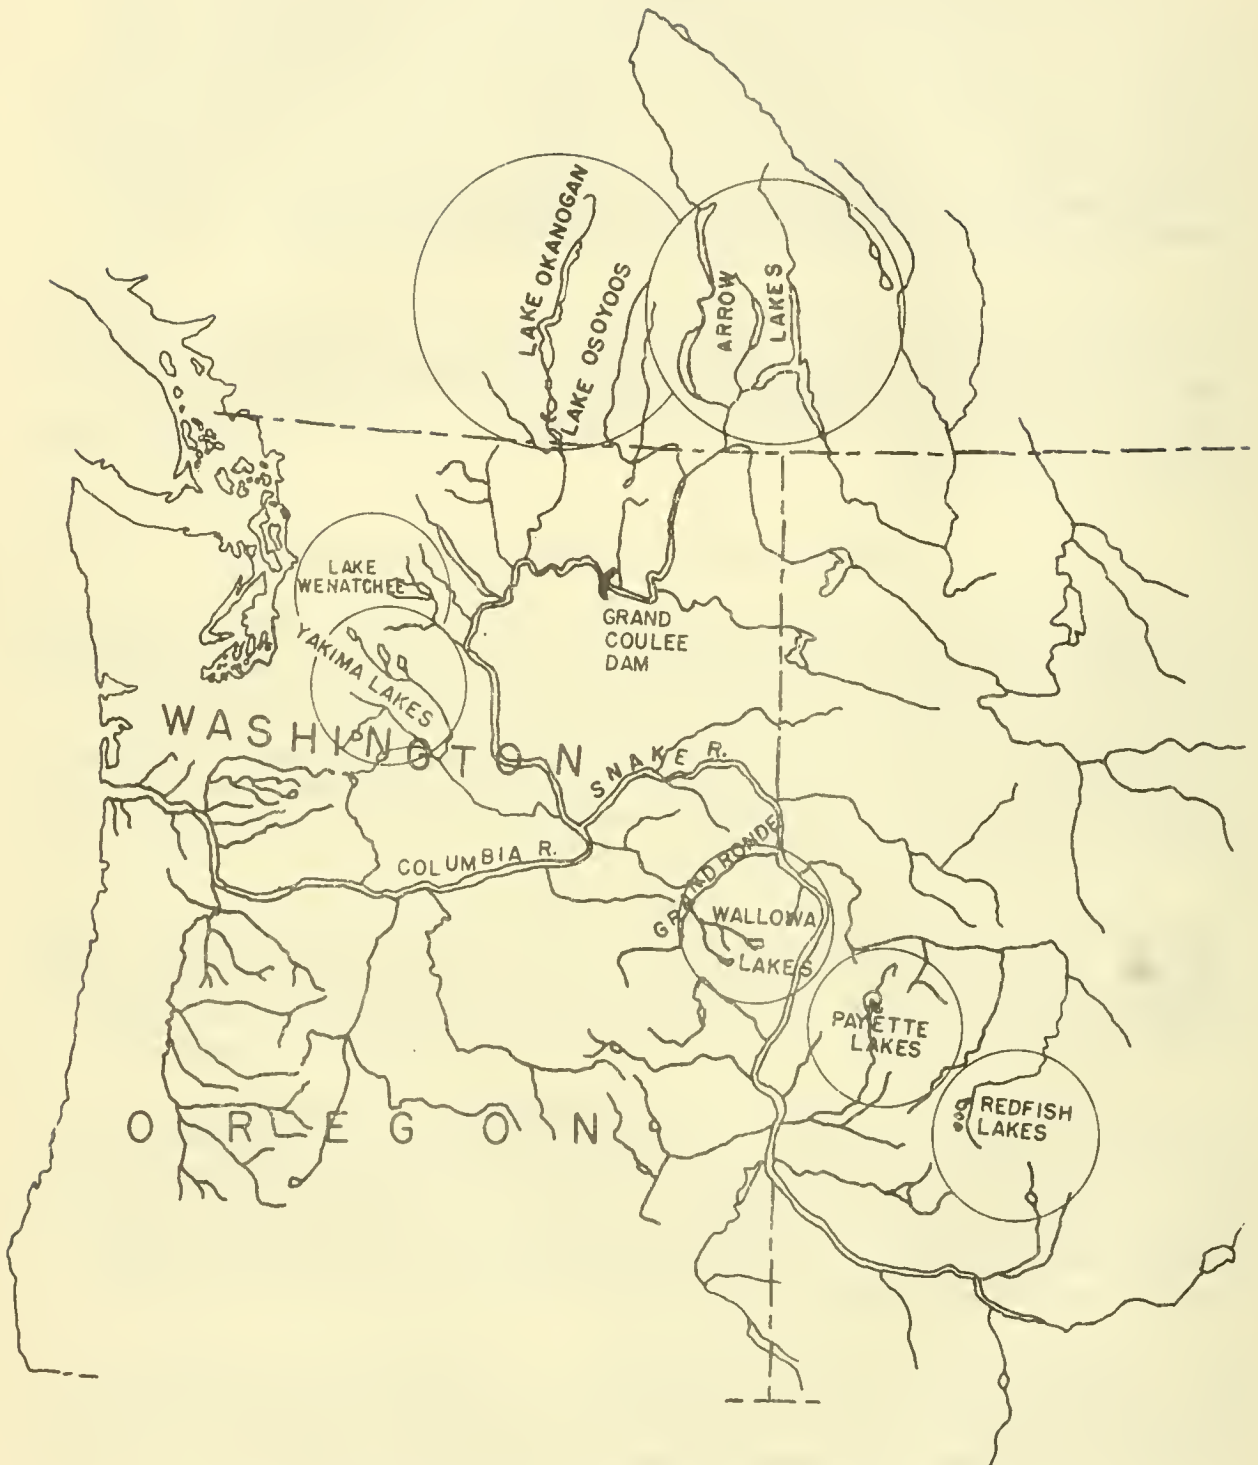 LAKE OKANOGAN
LAKE OSOYOOS
ARROW
LAKES
LAKE
WENATCHEE
GRAND
COULEE
DAM
YAKIMA LAKES
WASHINGTON
SNAKE R.
COLUMBIA R.
GRAND RONDE
WALLOWA
LAKES
PAYETTE
LAKES
REDFISH
LAKES
OREGON